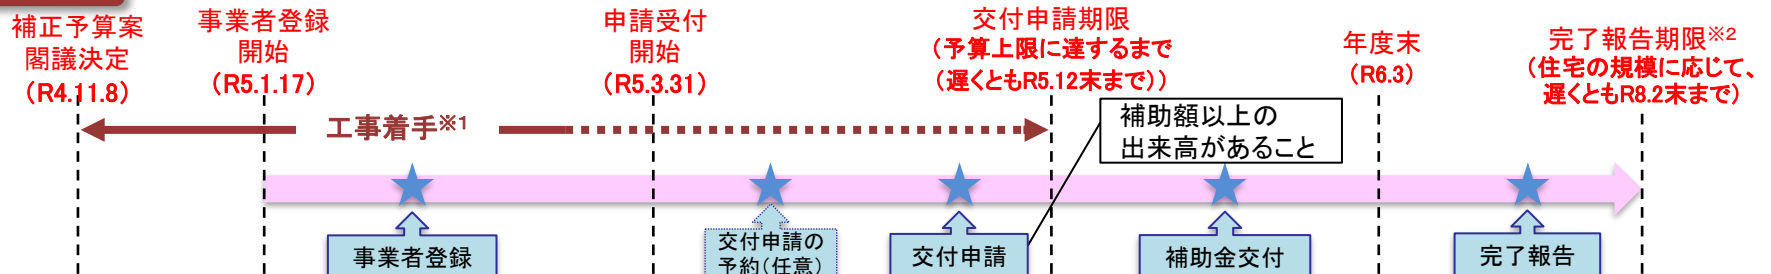 補正予算案
閣議決定
(R4.11.8)
事業者登録
開始
(R5.1.17)
申請受付
開始
(R5.3.31)
交付申請期限
(予算上限に達するまで
(遅くともR5.12末まで))
年度末
(R6.3)
完了報告期限※2
(住宅の規模に応じて、
遅くともR8.2末まで)
工事着手※1
補助額以上の
出来高があること
事業者登録
交付申請の
予約(任意)
交付申請
補助金交付
完了報告